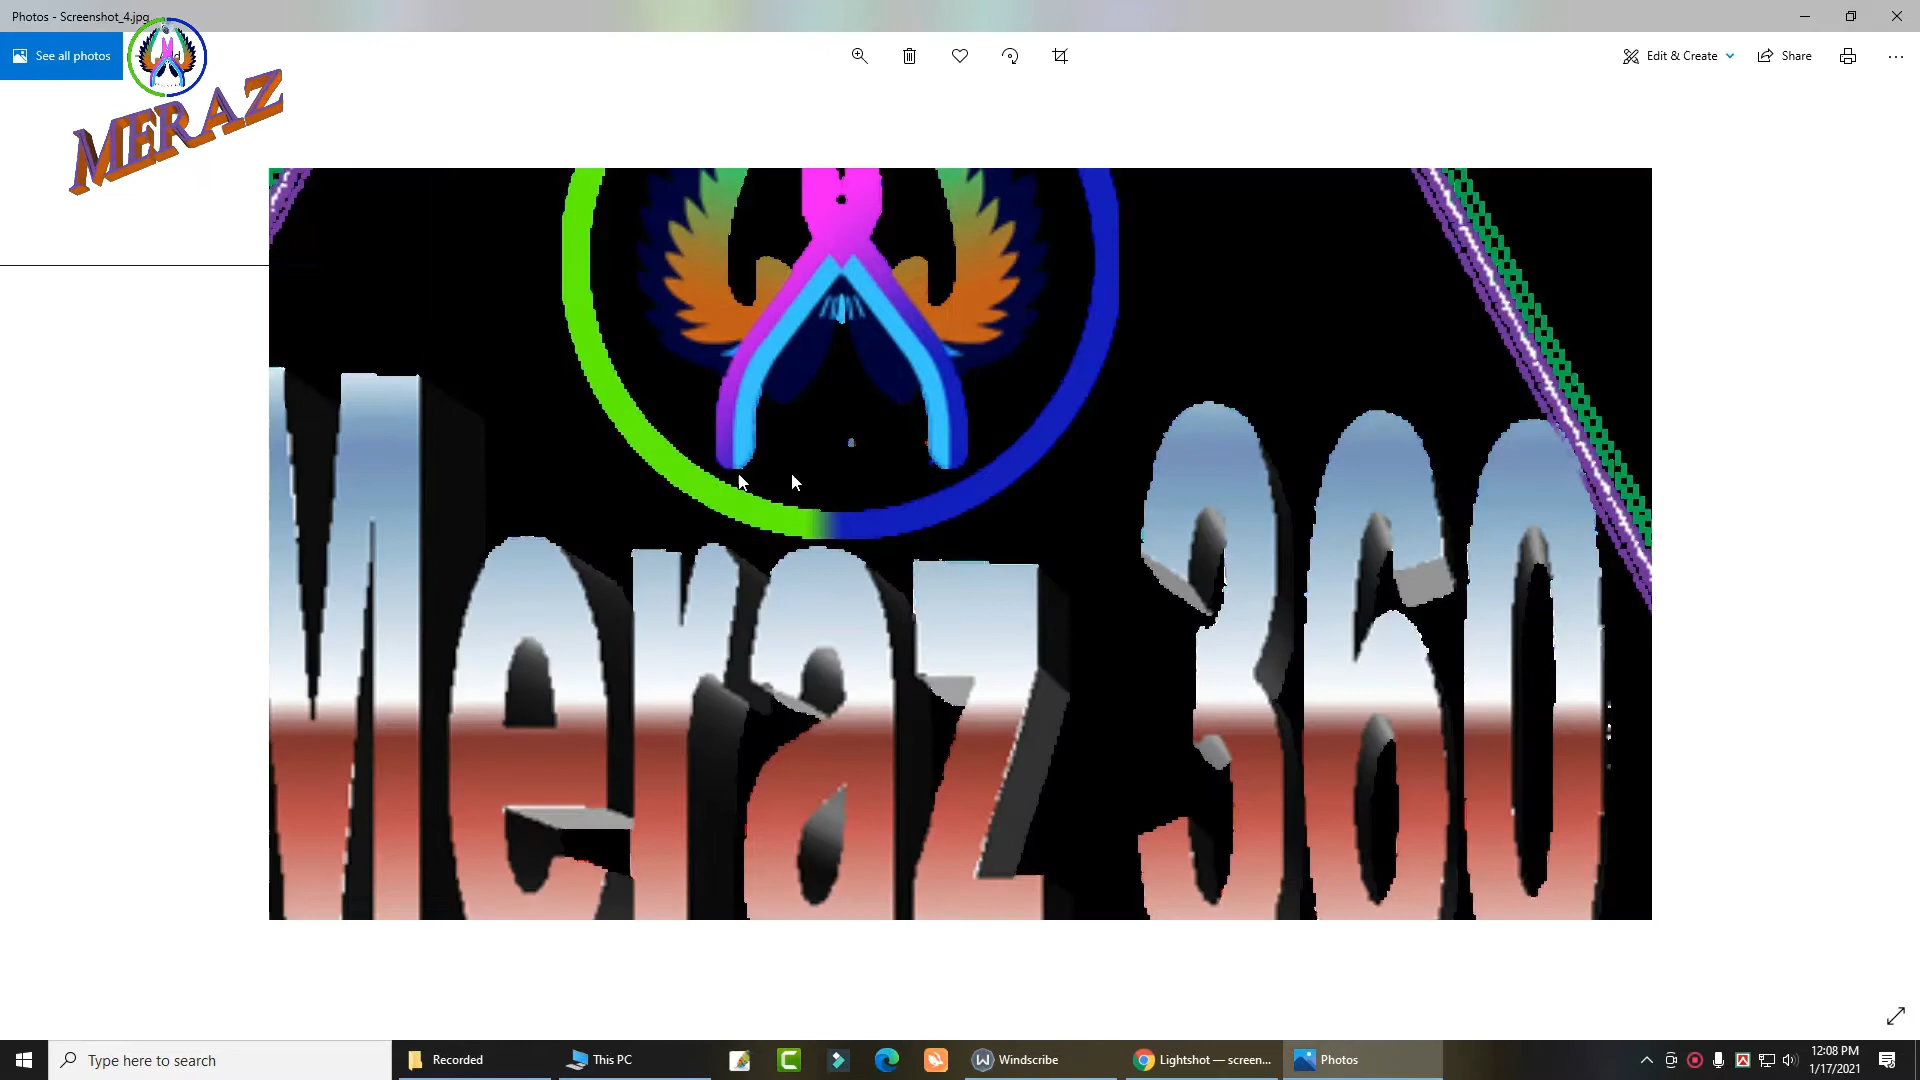 Photos - Screenshot_4.jpg
See all photos
Edit & Create
Share
MERAZ
Meraz 360
Type here to search
Recorded
This PC
Windscribe
Lightshot — screen...
Photos
12:08 PM
1/17/2021